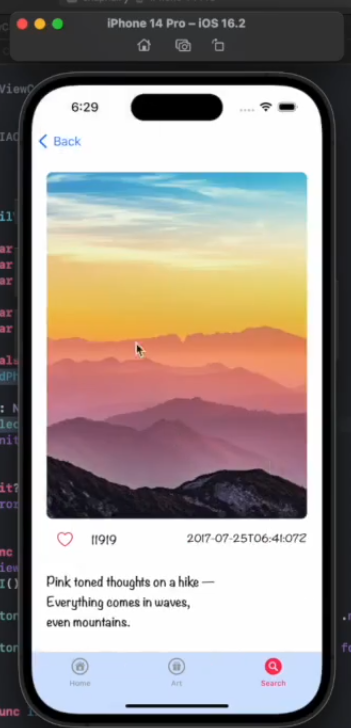 iPhone 14 Pro – iOS 16.2
6:29
Back
11919
2017-07-25T06:41:07Z
Pink toned thoughts on a hike —
Everything comes in waves,
even mountains.
Home
Art
Search